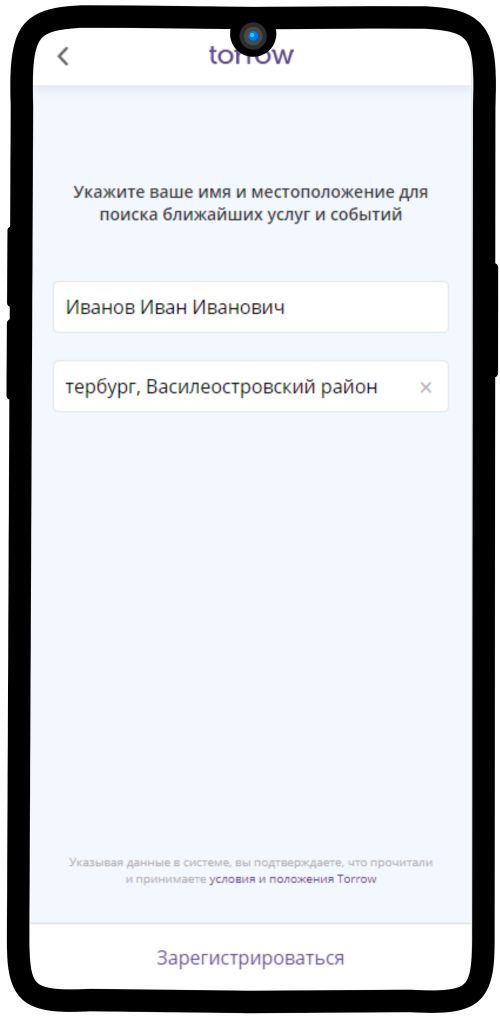 torrow
Укажите ваше имя и местоположение для
поиска ближайших услуг и событий
Иванов Иван Иванович
тербург, Василеостровский район
Указывая данные в системе, вы подтверждаете, что прочитали
и принимаете условия и положения Torrow
Зарегистрироваться